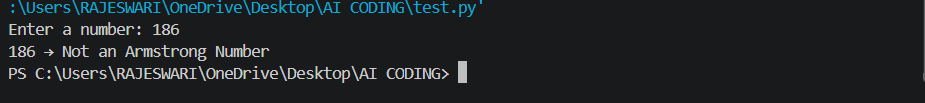 :\Users\RAJESWARI\OneDrive\Desktop\AI CODING\test.py'
Enter a number: 186
186 → Not an Armstrong Number
PS C:\Users\RAJESWARI\OneDrive\Desktop\AI CODING>